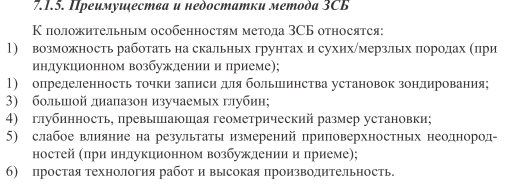 7.1.5. Преимущества и недостатки метода ЗСБ
К положительным особенностям метода ЗСБ относятся:
1) возможность работать на скальных грунтах и сухих/мерзлых породах (при
индукционном возбуждении и приеме);
1) определенность точки записи для большинства установок зондирования;
3) большой диапазон изучаемых глубин;
4) глубинность, превышающая геометрический размер установки;
5) слабое влияние на результаты измерений приповерхностных неоднород-
ностей (при индукционном возбуждении и приеме);
6) простая технология работ и высокая производительность.